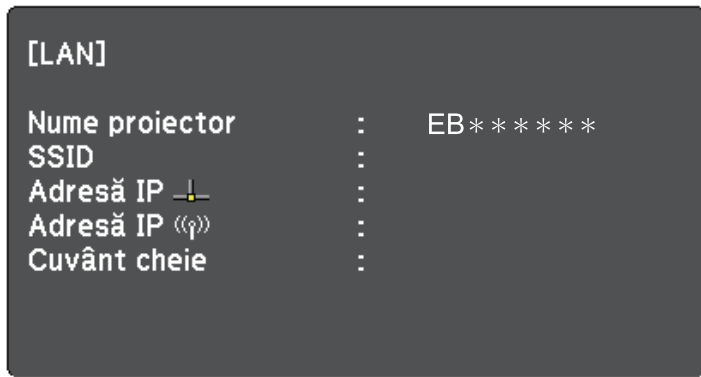 [LAN]
Nume proiector : EB******
SSID :
Adresă IP :
Adresă IP :
Cuvânt cheie :